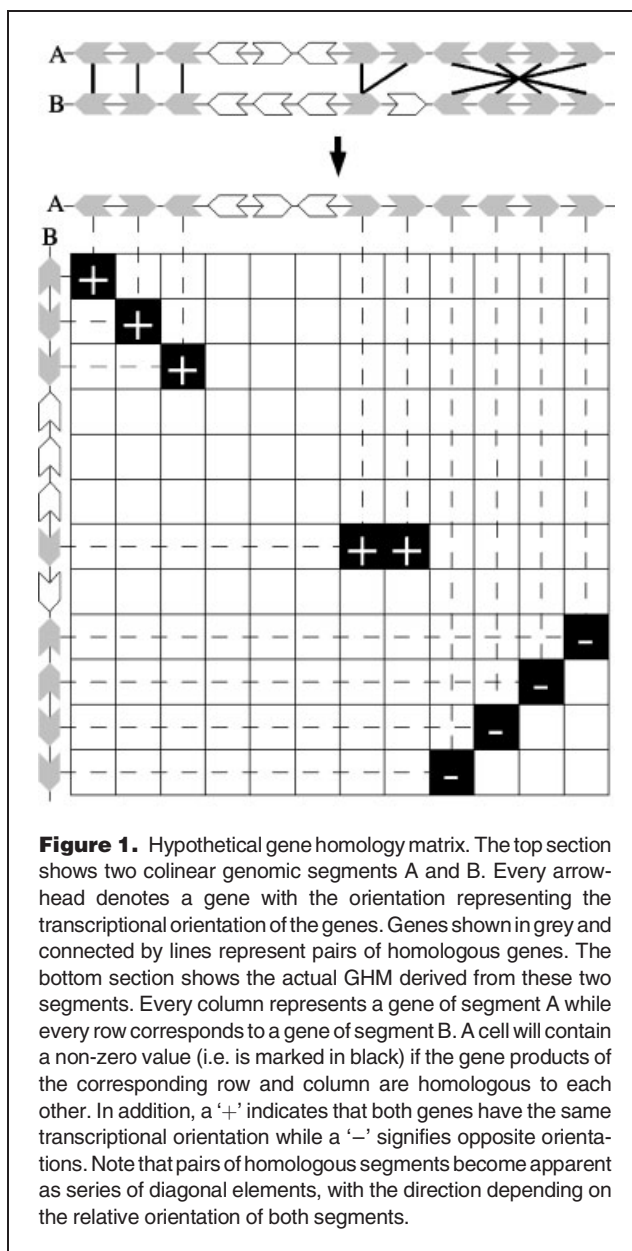 A
B
A
B
+
+
+
+ +
-
-
-
-
Figure 1. Hypothetical gene homology matrix. The top section
shows two colinear genomic segments A and B. Every arrow-
head denotes a gene with the orientation representing the
transcriptional orientation of the genes. Genes shown in grey and
connected by lines represent pairs of homologous genes. The
bottom section shows the actual GHM derived from these two
segments. Every column represents a gene of segment A while
every row corresponds to a gene of segment B. A cell will contain
a non-zero value (i.e. is marked in black) if the gene products of
the corresponding row and column are homologous to each
other. In addition, a ‘+’ indicates that both genes have the same
transcriptional orientation while a ‘–’ signifies opposite orienta-
tions. Note that pairs of homologous segments become apparent
as series of diagonal elements, with the direction depending on
the relative orientation of both segments.